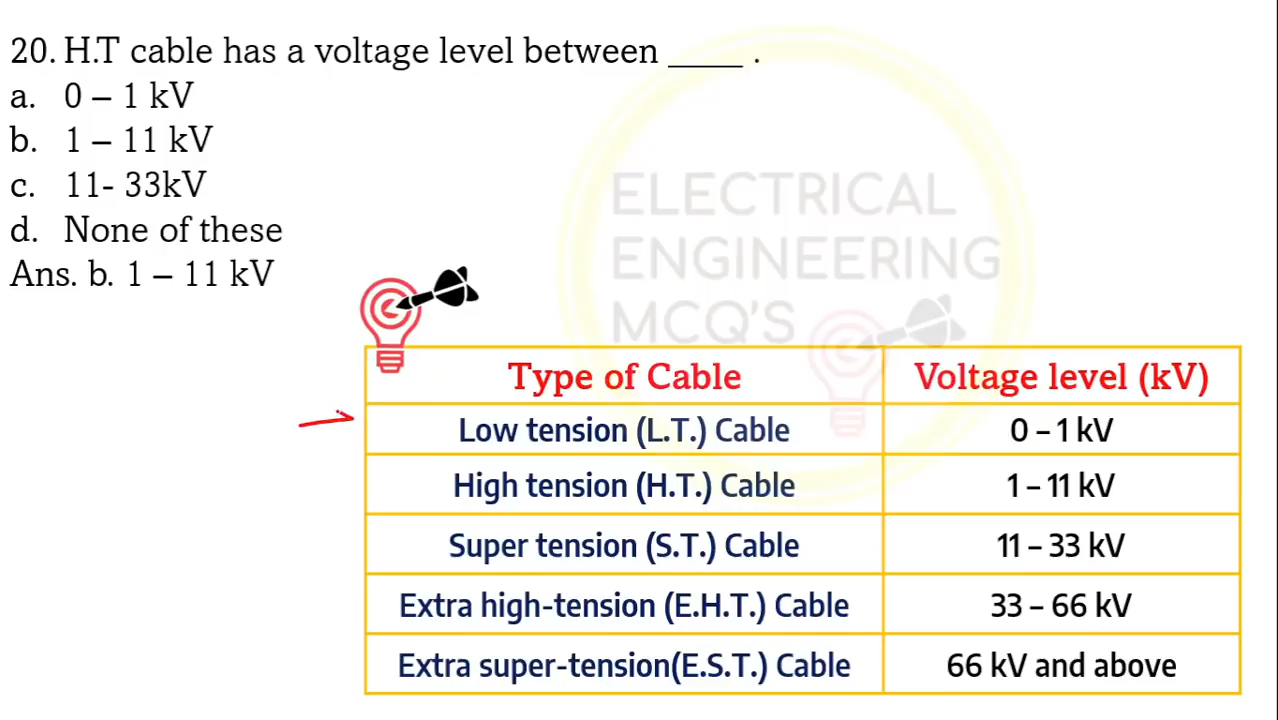 20. H.T cable has a voltage level between ____ .
a. 0 – 1 kV
b. 1 – 11 kV
c. 11- 33kV
d. None of these
Ans. b. 1 – 11 kV
ELECTRICAL
ENGINEERING
MCQ'S
Type of Cable Voltage level (kV)
Low tension (L.T.) Cable 0 – 1 kV
High tension (H.T.) Cable 1 – 11 kV
Super tension (S.T.) Cable 11 – 33 kV
Extra high-tension (E.H.T.) Cable 33 – 66 kV
Extra super-tension(E.S.T.) Cable 66 kV and above